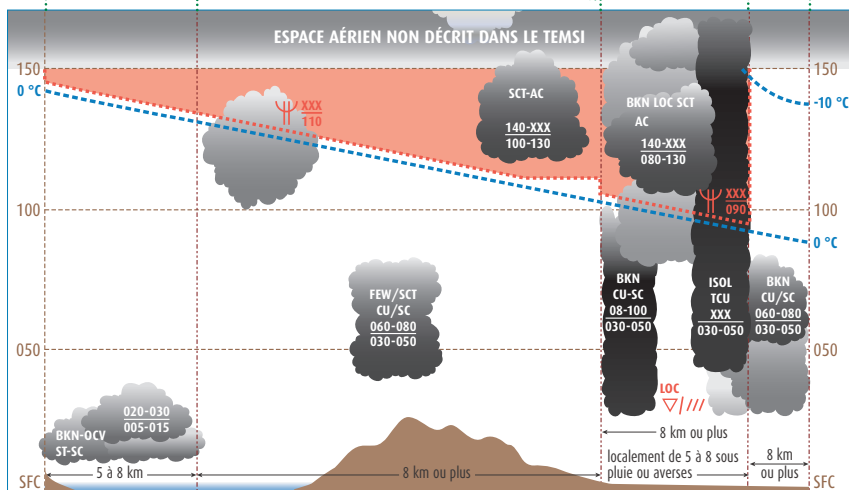 ESPACE AÉRIEN NON DÉCRIT DANS LE TEMSI
150
150
0 °C
-10 °C
XXX
110
SCT-AC
140-XXX
100-130
BKN LOC SCT
AC
140-XXX
080-130
XXX
090
100
100
0 °C
FEW/SCT
CU/SC
060-080
030-050
BKN
CU-SC
08-100
030-050
ISOL
TCU
XXX
030-050
BKN
CU/SC
060-080
030-050
050
050
020-030
005-015
BKN-OCV
ST-SC
LOC
8 km ou plus
5 à 8 km
8 km ou plus
localement de 5 à 8 sous
pluie ou averses
8 km
ou plus
SFC
SFC